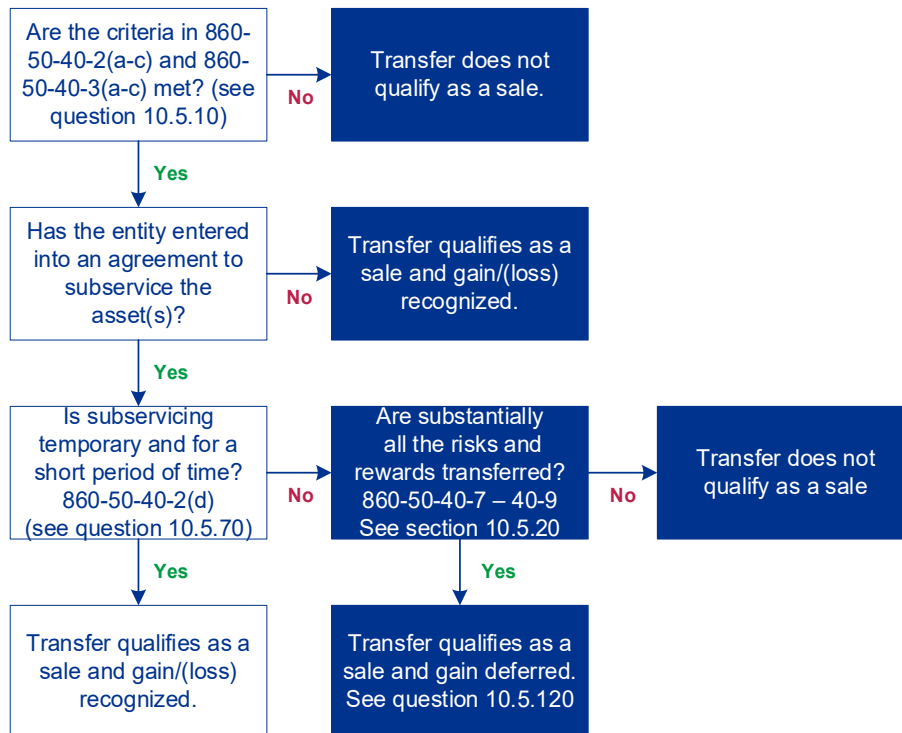 Are the criteria in 860-
50-40-2(a-c) and 860-
50-40-3(a-c) met? (see
question 10.5.10)
No
Transfer does not
qualify as a sale.
Yes
Has the entity entered
into an agreement to
subservice the
asset(s)?
No
Transfer qualifies as a
sale and gain/(loss)
recognized.
Yes
Is subservicing
temporary and for a
short period of time?
860-50-40-2(d)
(see question 10.5.70)
No
Are substantially
all the risks and
rewards transferred?
860-50-40-7 – 40-9
See section 10.5.20
No
Transfer does not
qualify as a sale
Yes
Yes
Transfer qualifies as a
sale and gain/(loss)
recognized.
Transfer qualifies as a
sale and gain deferred.
See question 10.5.120